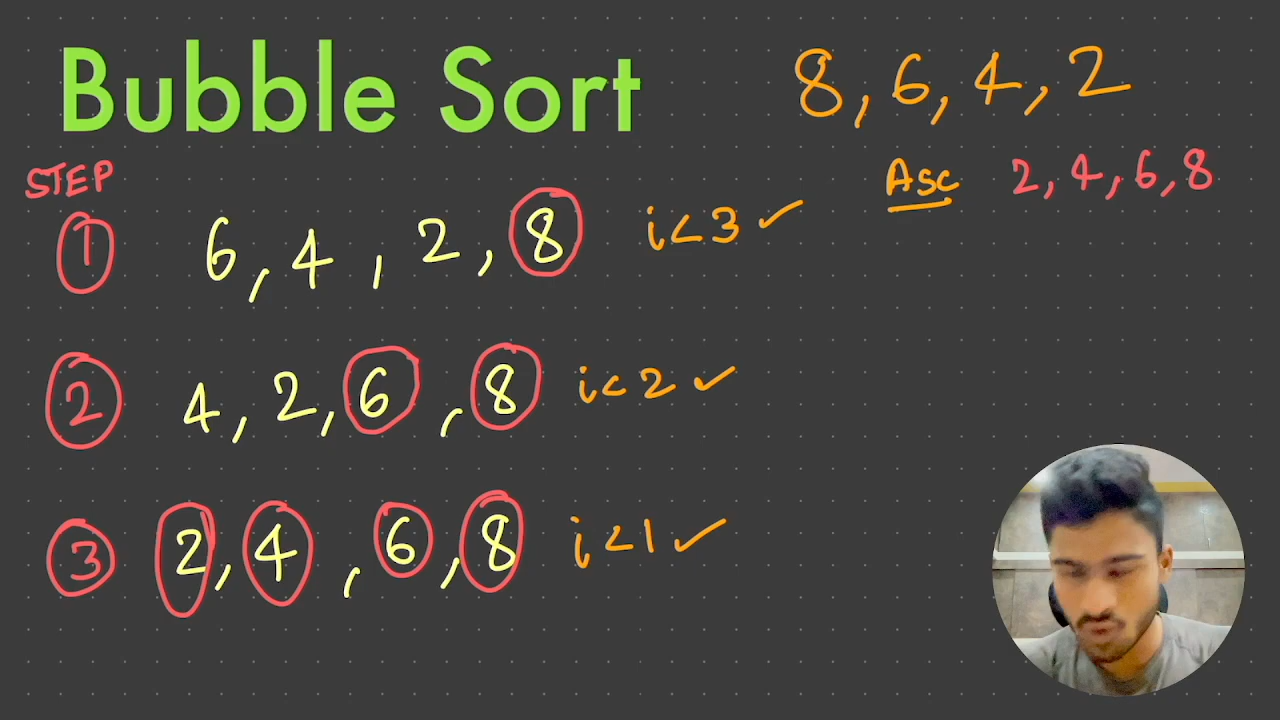 Bubble Sort
8, 6, 4, 2
Asc 2, 4, 6, 8
STEP
1 6, 4, 2, 8 i<3 ✓
2 4, 2, 6, 8 i<2 ✓
3 2, 4, 6, 8 i<1 ✓